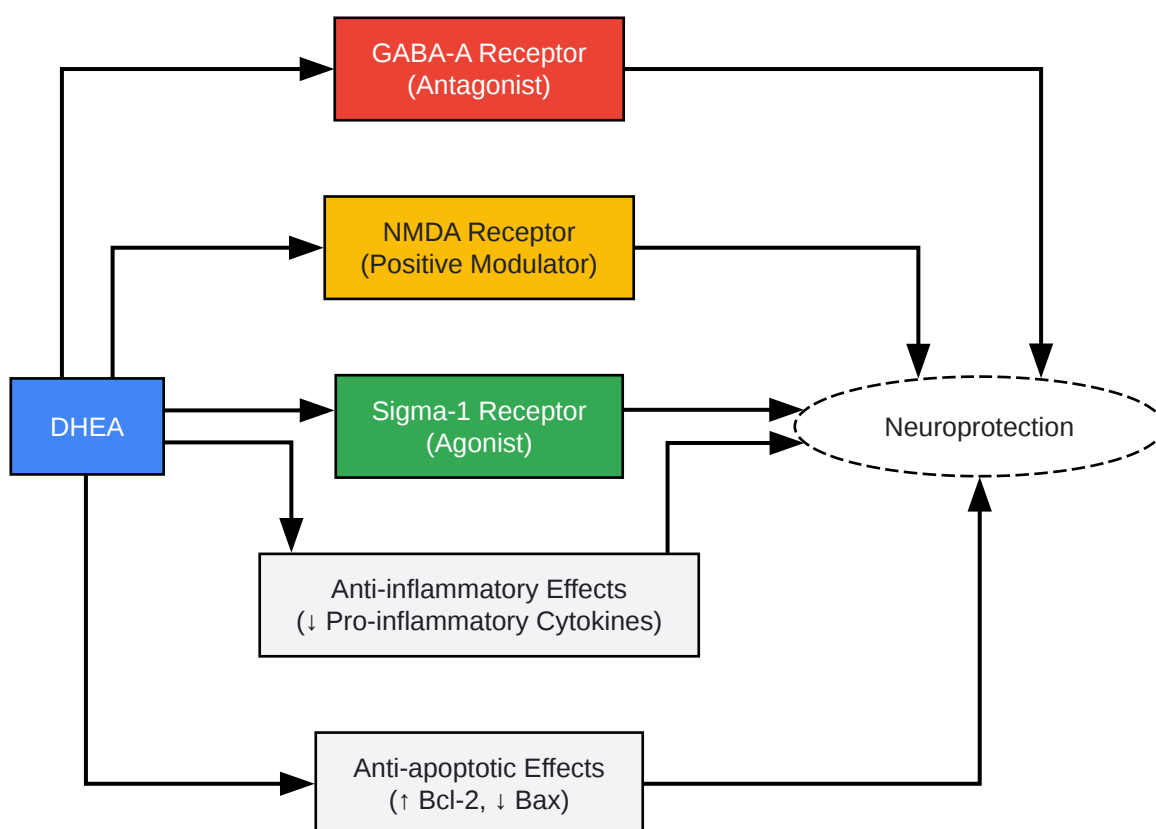 GABA-A Receptor
(Antagonist)
NMDA Receptor
(Positive Modulator)
DHEA
Sigma-1 Receptor
(Agonist)
Neuroprotection
Anti-inflammatory Effects
(↓ Pro-inflammatory Cytokines)
Anti-apoptotic Effects
(↑ Bcl-2, ↓ Bax)